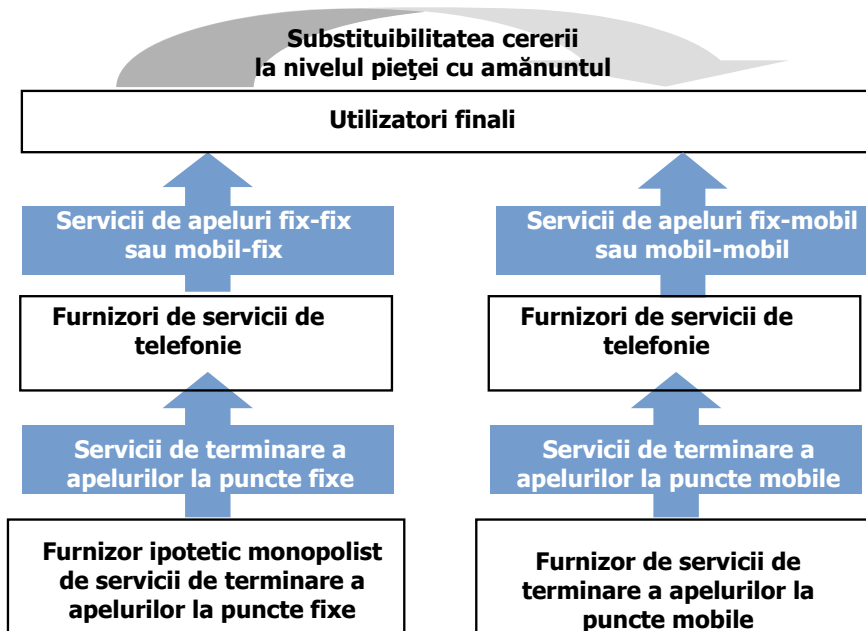 Substituibilitatea cererii
la nivelul pieţei cu amănuntul
Utilizatori finali
Servicii de apeluri fix-fix
sau mobil-fix
Servicii de apeluri fix-mobil
sau mobil-mobil
Furnizori de servicii de
telefonie
Furnizori de servicii de
telefonie
Servicii de terminare a
apelurilor la puncte fixe
Servicii de terminare a
apelurilor la puncte mobile
Furnizor ipotetic monopolist
de servicii de terminare a
apelurilor la puncte fixe
Furnizor de servicii de
terminare a apelurilor la
puncte mobile